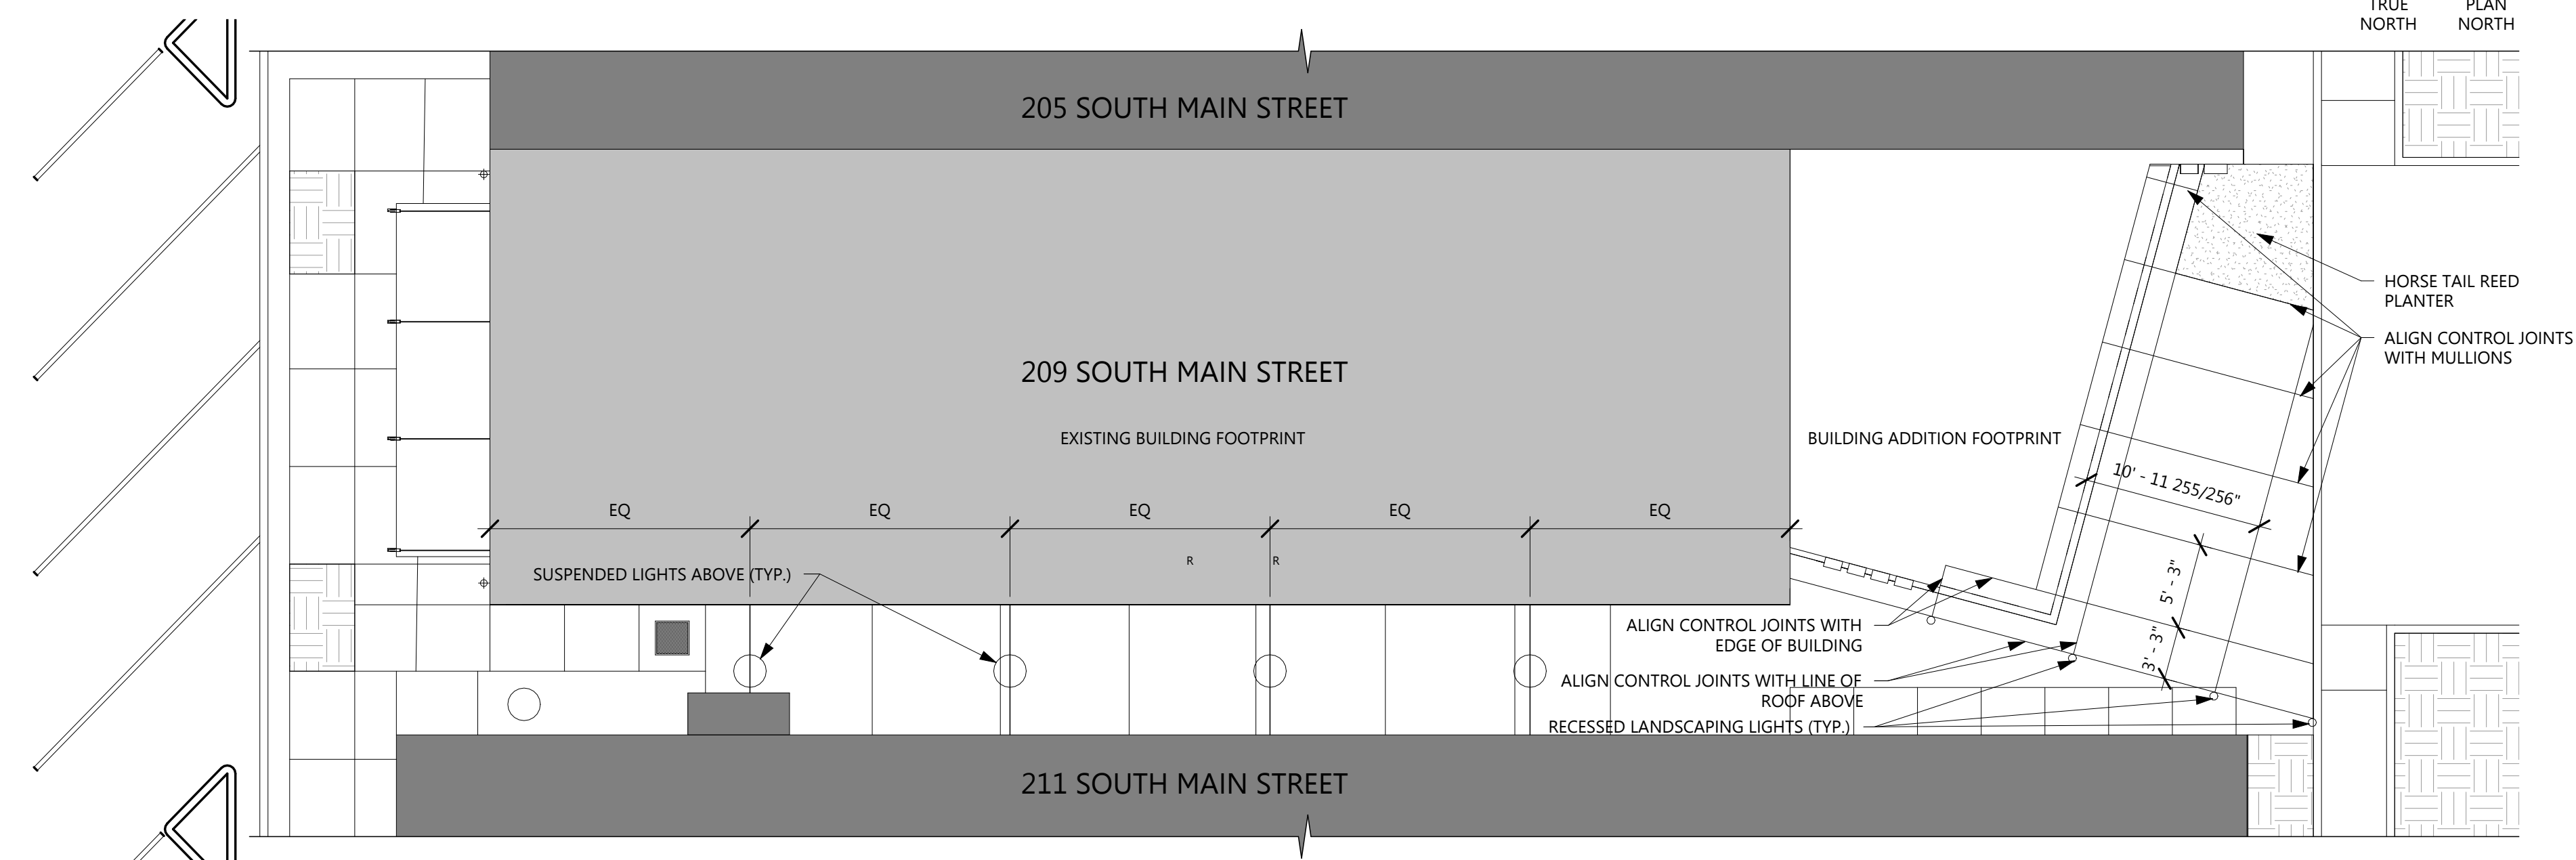 TRUE
NORTH
PLAN
NORTH
205 SOUTH MAIN STREET
HORSE TAIL REED
PLANTER
ALIGN CONTROL JOINTS
WITH MULLIONS
209 SOUTH MAIN STREET
EXISTING BUILDING FOOTPRINT
BUILDING ADDITION FOOTPRINT
10' - 11 255/256"
EQ
EQ
EQ
EQ
EQ
R
R
SUSPENDED LIGHTS ABOVE (TYP.)
5' - 3"
3' - 3"
ALIGN CONTROL JOINTS WITH
EDGE OF BUILDING
ALIGN CONTROL JOINTS WITH LINE OF
ROOF ABOVE
RECESSED LANDSCAPING LIGHTS (TYP.)
211 SOUTH MAIN STREET